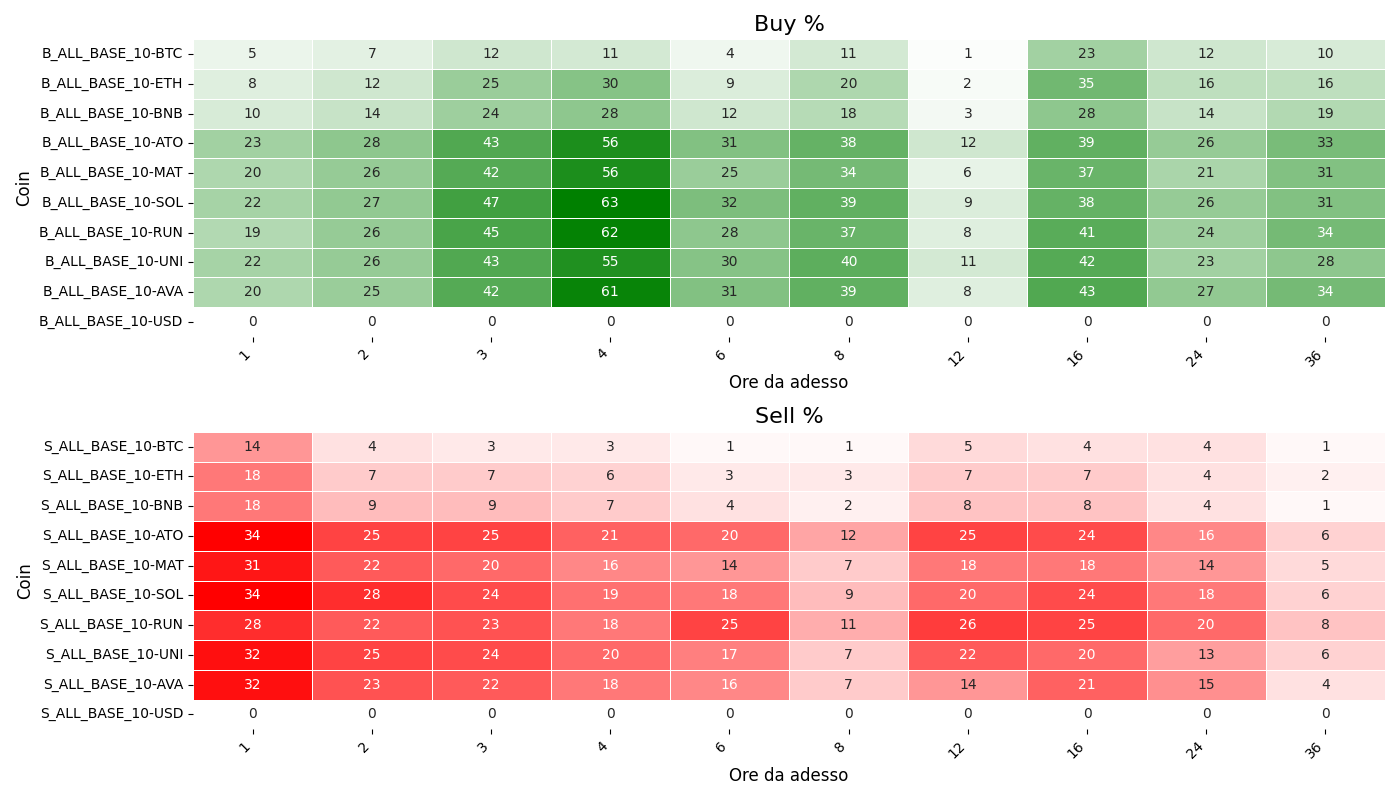 Buy %
Coin
B_ALL_BASE_10-BTC 5 7 12 11 4 11 1 23 12 10
B_ALL_BASE_10-ETH 8 12 25 30 9 20 2 35 16 16
B_ALL_BASE_10-BNB 10 14 24 28 12 18 3 28 14 19
B_ALL_BASE_10-ATO 23 28 43 56 31 38 12 39 26 33
B_ALL_BASE_10-MAT 20 26 42 56 25 34 6 37 21 31
B_ALL_BASE_10-SOL 22 27 47 63 32 39 9 38 26 31
B_ALL_BASE_10-RUN 19 26 45 62 28 37 8 41 24 34
B_ALL_BASE_10-UNI 22 26 43 55 30 40 11 42 23 28
B_ALL_BASE_10-AVA 20 25 42 61 31 39 8 43 27 34
B_ALL_BASE_10-USD 0 0 0 0 0 0 0 0 0 0
1 2 3 4 6 8 12 16 24 36
Ore da adesso
Sell %
Coin
S_ALL_BASE_10-BTC 14 4 3 3 1 1 5 4 4 1
S_ALL_BASE_10-ETH 18 7 7 6 3 3 7 7 4 2
S_ALL_BASE_10-BNB 18 9 9 7 4 2 8 8 4 1
S_ALL_BASE_10-ATO 34 25 25 21 20 12 25 24 16 6
S_ALL_BASE_10-MAT 31 22 20 16 14 7 18 18 14 5
S_ALL_BASE_10-SOL 34 28 24 19 18 9 20 24 18 6
S_ALL_BASE_10-RUN 28 22 23 18 25 11 26 25 20 8
S_ALL_BASE_10-UNI 32 25 24 20 17 7 22 20 13 6
S_ALL_BASE_10-AVA 32 23 22 18 16 7 14 21 15 4
S_ALL_BASE_10-USD 0 0 0 0 0 0 0 0 0 0
1 2 3 4 6 8 12 16 24 36
Ore da adesso